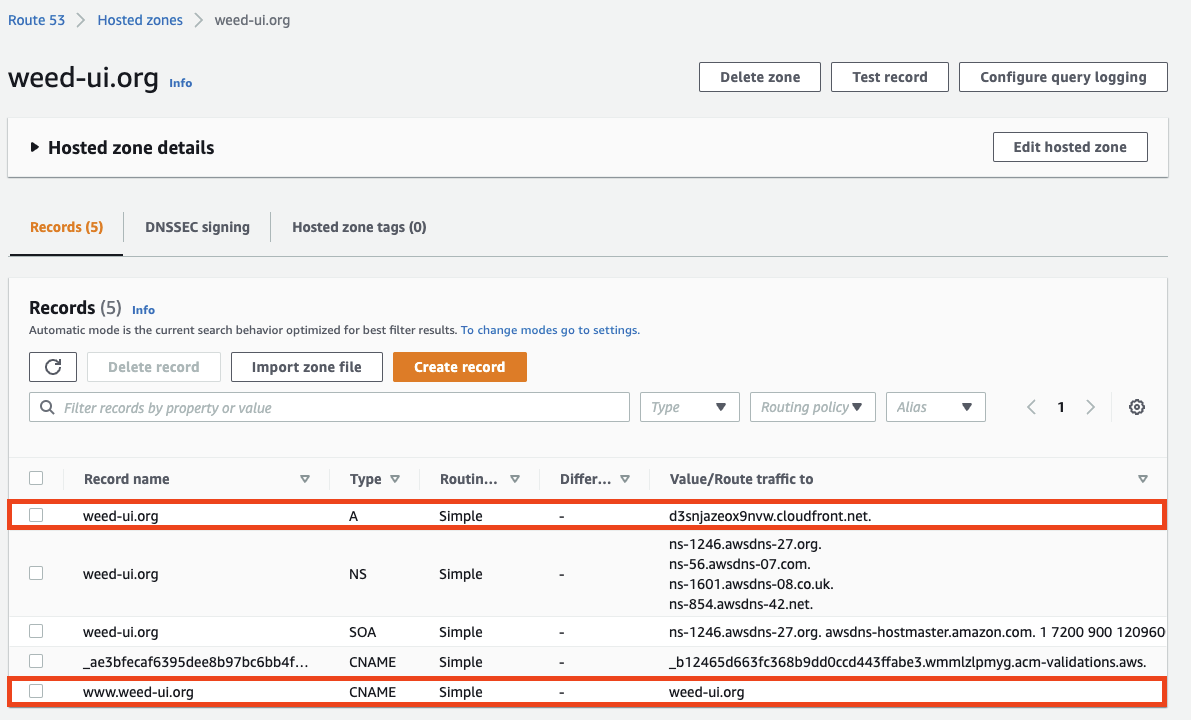 Route 53 > Hosted zones > weed-ui.org
weed-ui.org Info
Delete zone Test record Configure query logging
Hosted zone details
Edit hosted zone
Records (5) DNSSEC signing Hosted zone tags (0)
Records (5) Info
Automatic mode is the current search behavior optimized for best filter results. To change modes go to settings.
Delete record Import zone file Create record
Filter records by property or value Type Routing policy Alias 1
Record name Type Routin... Differ... Value/Route traffic to
weed-ui.org A Simple - d3snjazeox9nvw.cloudfront.net.
weed-ui.org NS Simple - ns-1246.awsdns-27.org.
ns-56.awsdns-07.com.
ns-1601.awsdns-08.co.uk.
ns-854.awsdns-42.net.
weed-ui.org SOA Simple - ns-1246.awsdns-27.org. awsdns-hostmaster.amazon.com. 1 7200 900 120960
_ae3bfecaf6395dee8b97bc6bb4f... CNAME Simple - _b12465d663fc368b9dd0ccd443ffabe3.wmmlzlpmyg.acm-validations.aws.
www.weed-ui.org CNAME Simple - weed-ui.org